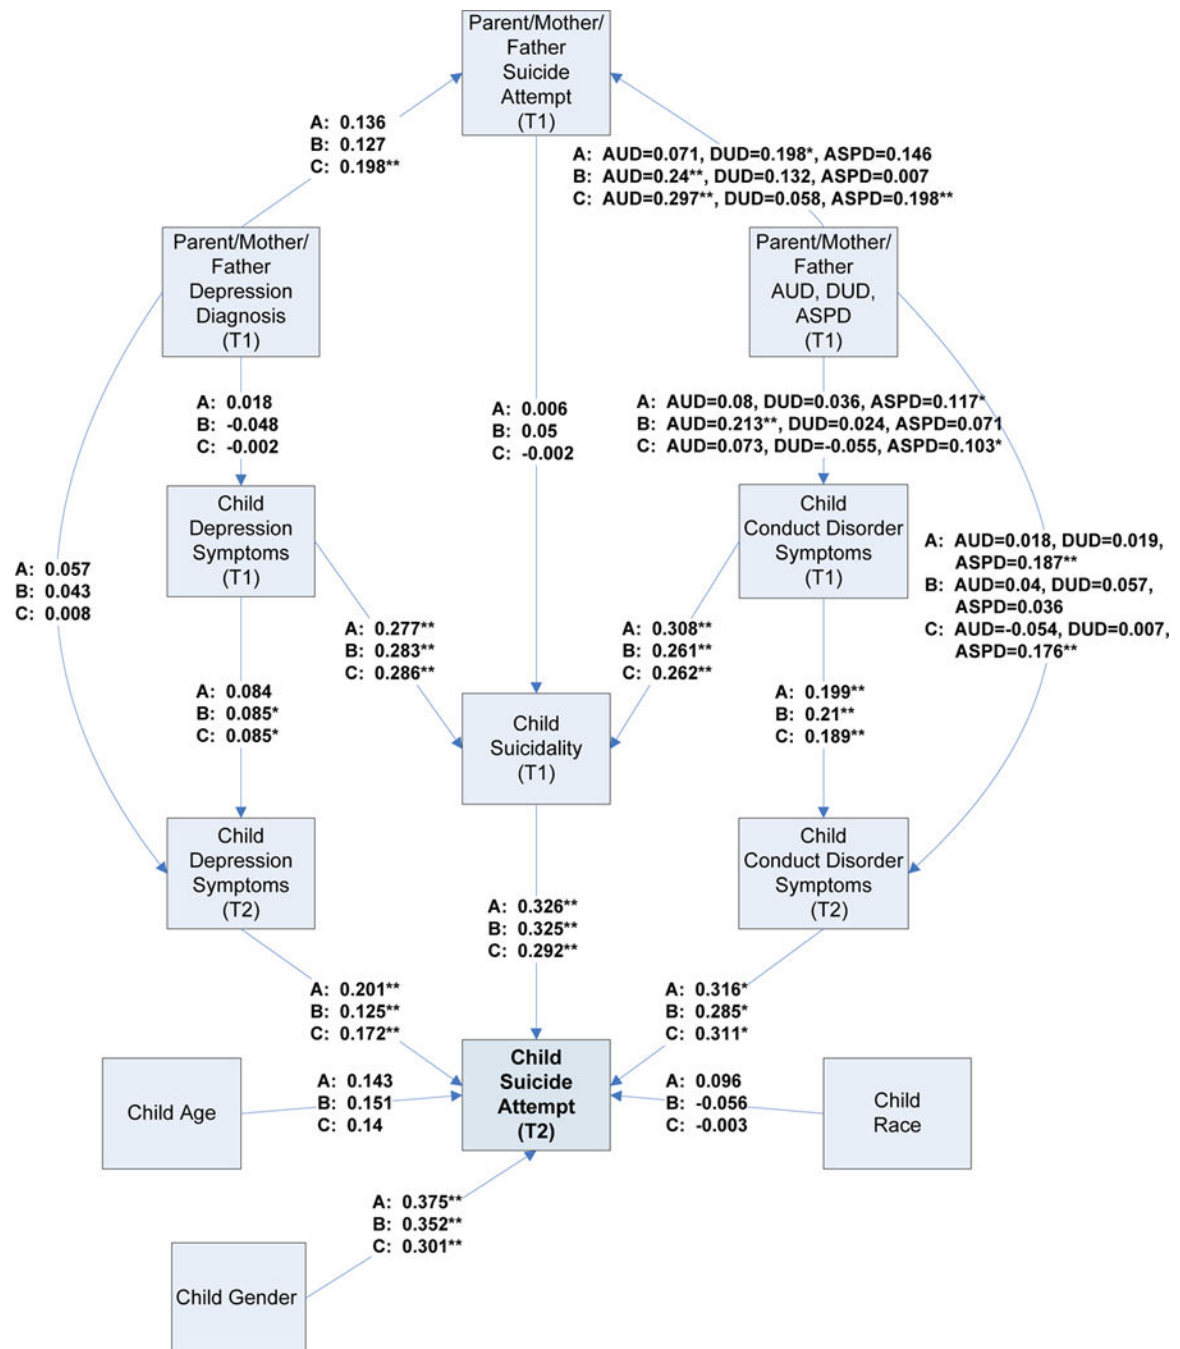 Parent/Mother/
Father
Suicide
Attempt
(T1)
A: 0.136
B: 0.127
C: 0.198**
A: AUD=0.071, DUD=0.198*, ASPD=0.146
B: AUD=0.24**, DUD=0.132, ASPD=0.007
C: AUD=0.297**, DUD=0.058, ASPD=0.198**
Parent/Mother/
Father
Depression
Diagnosis
(T1)
Parent/Mother/
Father
AUD, DUD,
ASPD
(T1)
A: 0.018
B: -0.048
C: -0.002
A: 0.006
B: 0.05
C: -0.002
A: AUD=0.08, DUD=0.036, ASPD=0.117*
B: AUD=0.213**, DUD=0.024, ASPD=0.071
C: AUD=0.073, DUD=-0.055, ASPD=0.103*
Child
Depression
Symptoms
(T1)
Child
Conduct Disorder
Symptoms
(T1)
A: 0.057
B: 0.043
C: 0.008
A: AUD=0.018, DUD=0.019,
ASPD=0.187**
B: AUD=0.04, DUD=0.057,
ASPD=0.036
C: AUD=-0.054, DUD=0.007,
ASPD=0.176**
A: 0.277**
B: 0.283**
C: 0.286**
A: 0.308**
B: 0.261**
C: 0.262**
A: 0.084
B: 0.085*
C: 0.085*
Child
Suicidality
(T1)
A: 0.199**
B: 0.21**
C: 0.189**
Child
Depression
Symptoms
(T2)
Child
Conduct Disorder
Symptoms
(T2)
A: 0.326**
B: 0.325**
C: 0.292**
A: 0.201**
B: 0.125**
C: 0.172**
A: 0.316*
B: 0.285*
C: 0.311*
Child
Suicide
Attempt
(T2)
Child Age
A: 0.143
B: 0.151
C: 0.14
A: 0.096
B: -0.056
C: -0.003
Child
Race
A: 0.375**
B: 0.352**
C: 0.301**
Child Gender